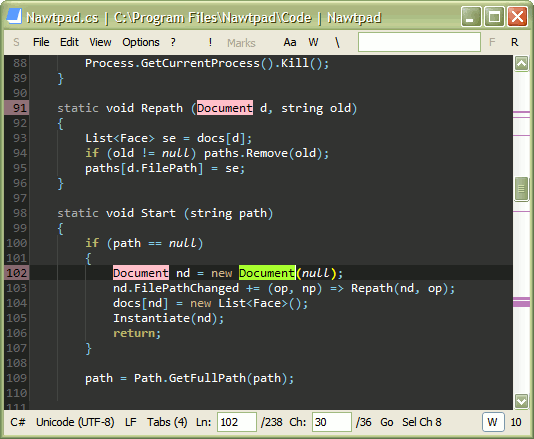 Nawtpad.cs | C:\Program Files\Nawtpad\Code | Nawtpad
S File Edit View Options ? ! Marks Aa W \ F R
88 Process.GetCurrentProcess().Kill();
89 }
90
91 static void Repath (Document d, string old)
92 {
93 List<Face> se = docs[d];
94 if (old != null) paths.Remove(old);
95 paths[d.FilePath] = se;
96 }
97
98 static void Start (string path)
99 {
100 if (path == null)
101 {
102 Document nd = new Document(null);
103 nd.FilePathChanged += (op, np) => Repath(nd, op);
104 docs[nd] = new List<Face>();
105 Instantiate(nd);
106 return;
107 }
108
109 path = Path.GetFullPath(path);
110
111
C# Unicode (UTF-8) LF Tabs (4) Ln: 102 /238 Ch: 30 /36 Go Sel Ch 8 W 10